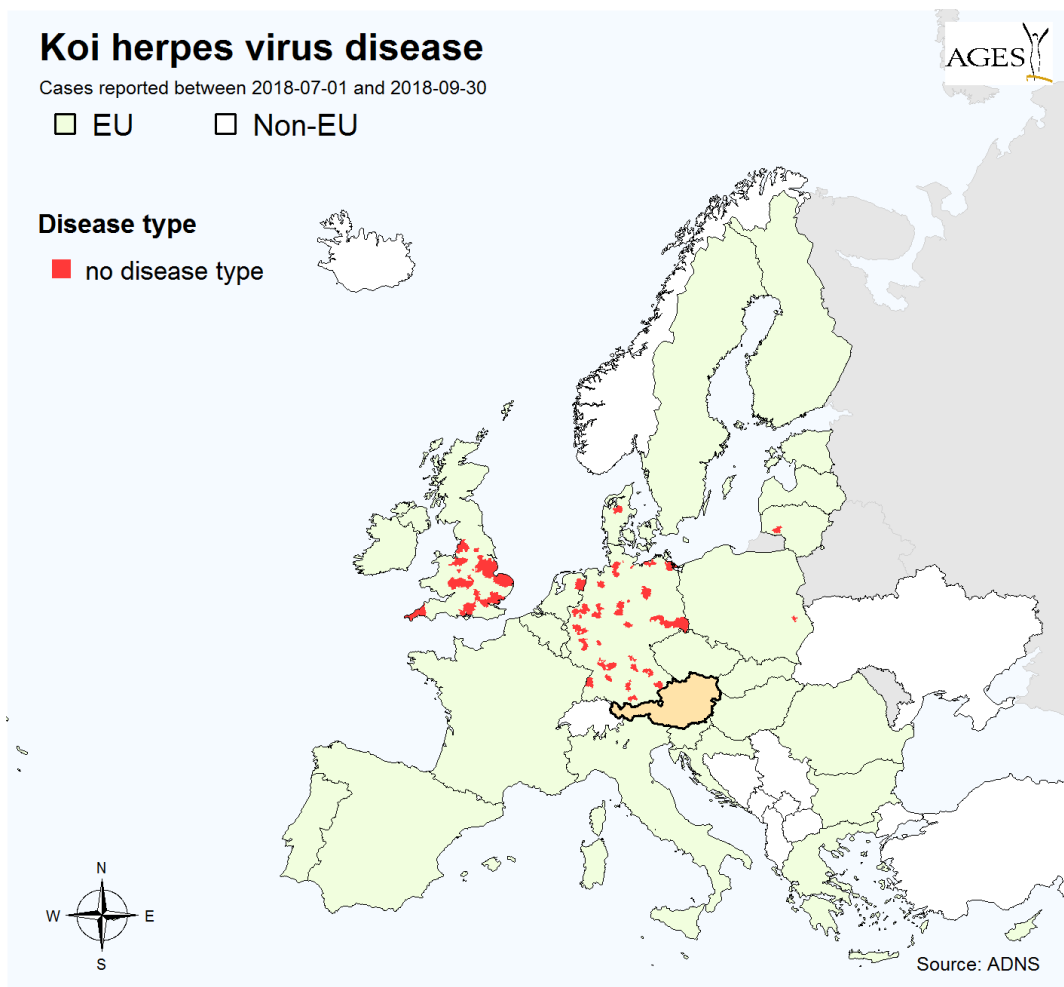 Koi herpes virus disease
Cases reported between 2018-07-01 and 2018-09-30
EU Non-EU
AGES
Disease type
no disease type
N
W E
S
Source: ADNS